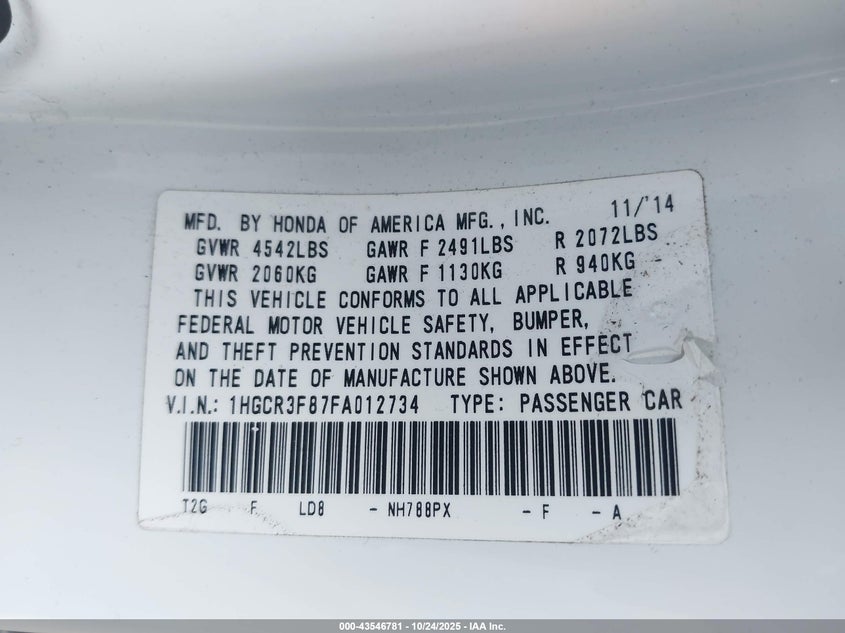 MFD. BY HONDA OF AMERICA MFG., INC. 11/'14
GVWR 4542LBS GAWR F 2491LBS R 2072LBS
GVWR 2060KG GAWR F 1130KG R 940KG
THIS VEHICLE CONFORMS TO ALL APPLICABLE
FEDERAL MOTOR VEHICLE SAFETY, BUMPER,
AND THEFT PREVENTION STANDARDS IN EFFECT
ON THE DATE OF MANUFACTURE SHOWN ABOVE.
V.I.N.: 1HGCR3F87FA012734 TYPE: PASSENGER CAR
T2G F LD8 - NH788PX - F - A
000-43546781 - 10/24/2025 - IAA Inc.